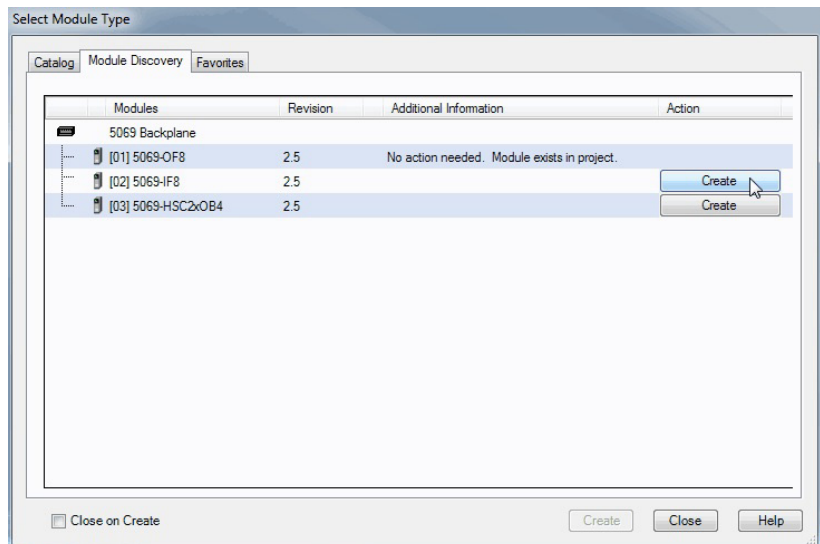 Select Module Type
Catalog Module Discovery Favorites
Modules Revision Additional Information Action
5069 Backplane
[01] 5069-OF8 2.5 No action needed. Module exists in project.
[02] 5069-IF8 2.5 Create
[03] 5069-HSC2xOB4 2.5 Create
Close on Create Create Close Help